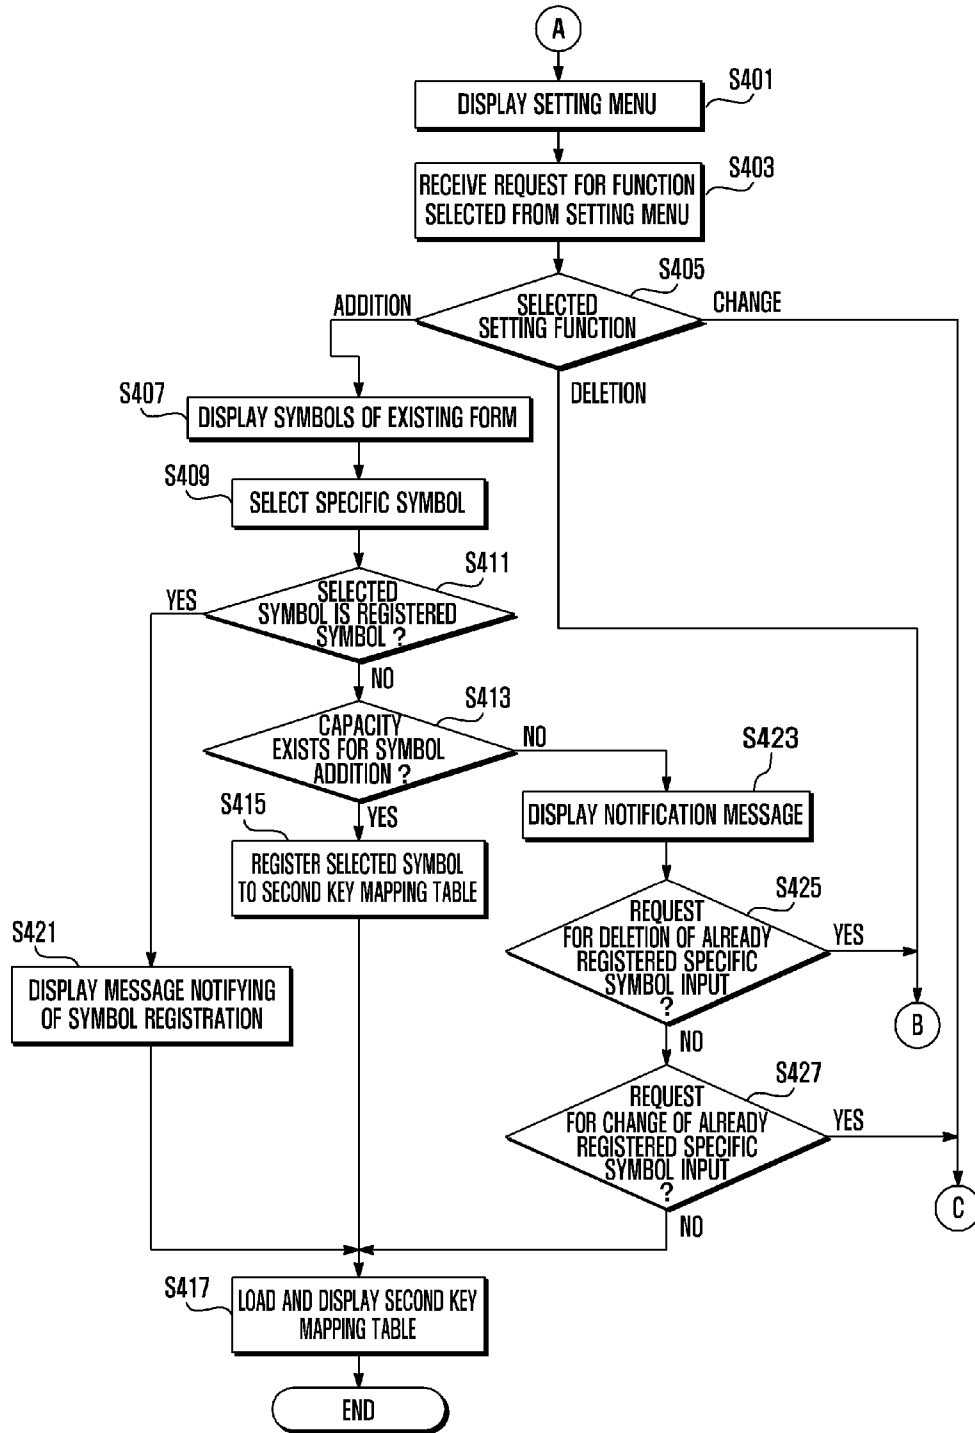 A
S401
DISPLAY SETTING MENU
S403
RECEIVE REQUEST FOR FUNCTION
SELECTED FROM SETTING MENU
S405
ADDITION
SELECTED
SETTING FUNCTION
CHANGE
DELETION
S407
DISPLAY SYMBOLS OF EXISTING FORM
S409
SELECT SPECIFIC SYMBOL
S411
YES
SELECTED
SYMBOL IS REGISTERED
SYMBOL ?
NO
S413
CAPACITY
EXISTS FOR SYMBOL
ADDITION ?
NO
YES
S423
DISPLAY NOTIFICATION MESSAGE
S415
REGISTER SELECTED SYMBOL
TO SECOND KEY MAPPING TABLE
S425
REQUEST
FOR DELETION OF ALREADY
REGISTERED SPECIFIC
SYMBOL INPUT
?
YES
NO
B
S421
DISPLAY MESSAGE NOTIFYING
OF SYMBOL REGISTRATION
S427
REQUEST
FOR CHANGE OF ALREADY
REGISTERED SPECIFIC
SYMBOL INPUT
?
YES
NO
C
S417
LOAD AND DISPLAY SECOND KEY
MAPPING TABLE
END